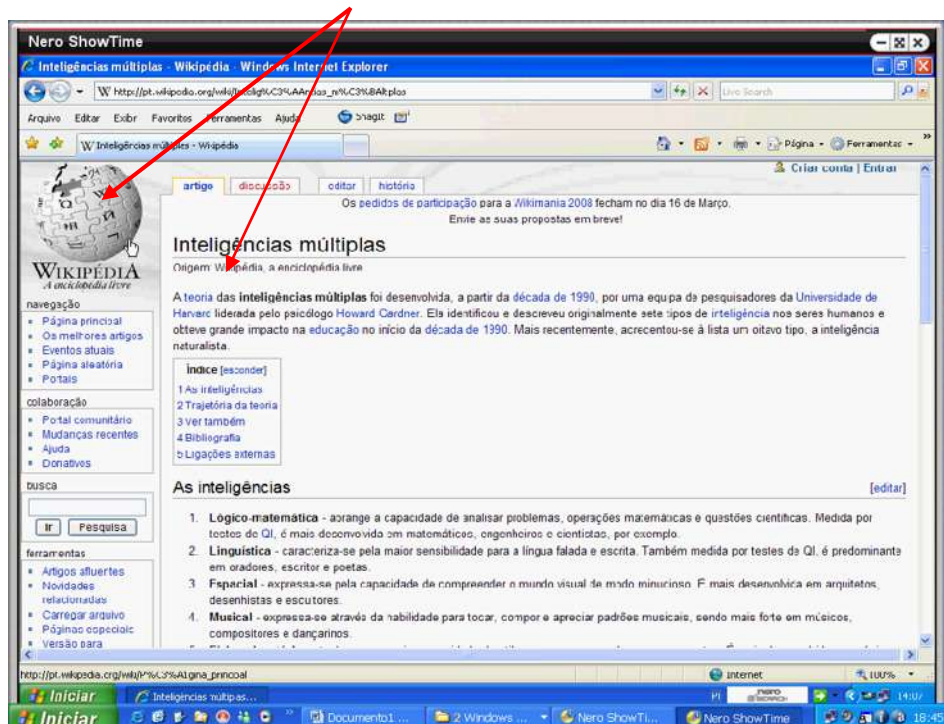 Nero ShowTime
Inteligências múltiplas - Wikipédia - Windows Internet Explorer
Live Search
Arquivo Editar Exibir Favoritos Ferramentas Ajuda SnagIt
Inteligências múltiplas - Wikipédia
Página Ferramentas
Criar conta | Entrar
artigo discussão editar história
Os pedidos de participação para a Wikimania 2008 fecham no dia 16 de Março.
Envie as suas propostas em breve!
Inteligências múltiplas
Origem: Wikipédia, a enciclopédia livre
A teoria das inteligências múltiplas foi desenvolvida, a partir da década de 1990, por uma equipa de pesquisadores da Universidade de
Harvard liderada pelo psicólogo Howard Gardner. Ela identificou e descreveu originalmente sete tipos de inteligência nos seres humanos e
obteve grande impacto na educação no início da década de 1990. Mais recentemente, acrecentou-se à lista um oitavo tipo, a inteligência
naturalista.
Índice [esconder]
1 As inteligências
2 Trajetória da teoria
3 Ver também
4 Bibliografia
5 Ligações externas
As inteligências [editar]
1. Lógico-matemática - abrange a capacidade de analisar problemas, operações matemáticas e questões científicas. Medida por
testes de QI, é mais desenvolvida em matemáticos, engenheiros e cientistas, por exemplo.
2. Linguística - caracteriza-se pela maior sensibilidade para a língua falada e escrita. Também medida por testes de QI, é predominante
em oradores, escritor e poetas.
3. Espacial - expressa-se pela capacidade de compreender o mundo visual de modo minucioso. É mais desenvolvica em arquitetos,
desenhistas e escultores.
4. Musical - expressa-se através da habilidade para tocar, compor e apreciar padrões musicais, sendo mais forte em músicos,
compositores e dançarinos.
WIKIPÉDIA
A enciclopédia livre
navegação
Página principal
Os melhores artigos
Eventos atuais
Página aleatória
Portais
colaboração
Portal comunitário
Mudanças recentes
Ajuda
Donativos
busca
Ir Pesquisa
ferramentas
Artigos afluentes
Novidades
relacionadas
Carregar arquivo
Páginas especiais
Versão para
Internet 100%
Iniciar Inteligências múltiplas... PT nero SEARCH 14:07
Iniciar Documento1 ... 2 Windows ... Nero ShowTi... Nero ShowTime